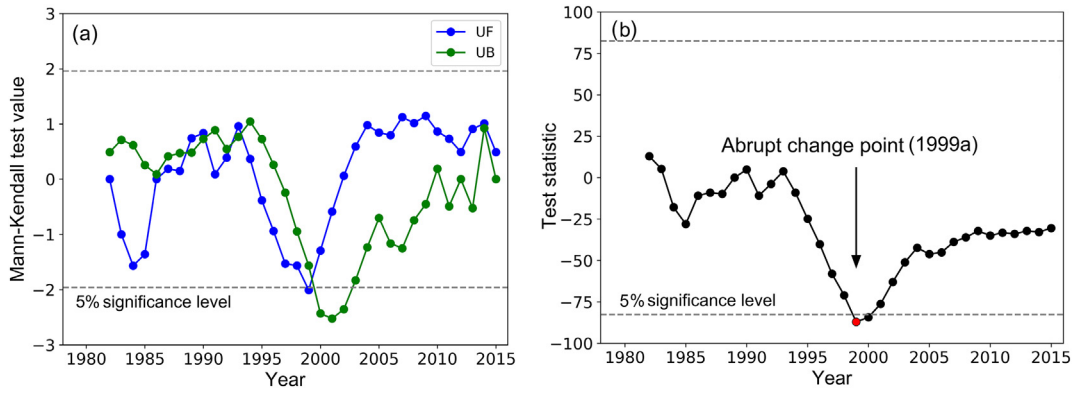 (a)
UF
UB
3
2
1
0
−1
−2
−3
Mann-Kendall test value
5% significance level
1980 1985 1990 1995 2000 2005 2010 2015
Year
(b)
100
75
50
25
0
−25
−50
−75
−100
Test statistic
Abrupt change point (1999a)
5% significance level
1980 1985 1990 1995 2000 2005 2010 2015
Year